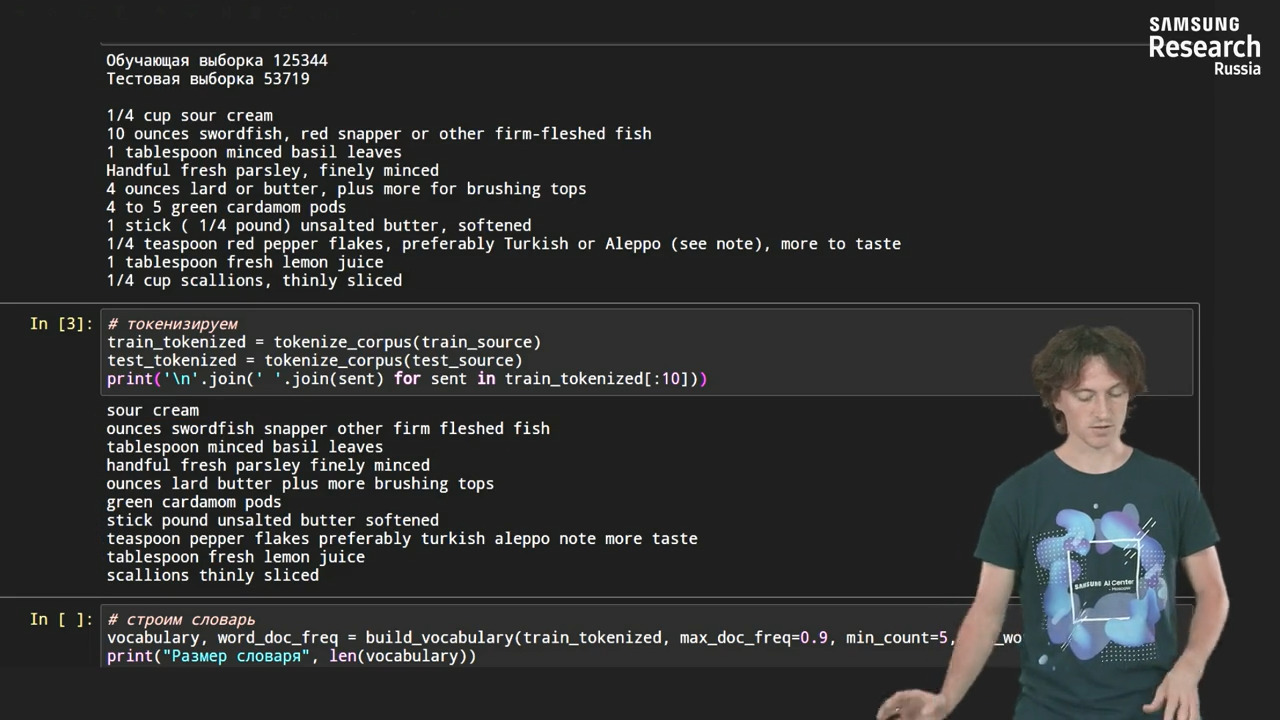 SAMSUNG
Research
Russia
Обучающая выборка 125344
Тестовая выборка 53719
1/4 cup sour cream
10 ounces swordfish, red snapper or other firm-fleshed fish
1 tablespoon minced basil leaves
Handful fresh parsley, finely minced
4 ounces lard or butter, plus more for brushing tops
4 to 5 green cardamom pods
1 stick ( 1/4 pound) unsalted butter, softened
1/4 teaspoon red pepper flakes, preferably Turkish or Aleppo (see note), more to taste
1 tablespoon fresh lemon juice
1/4 cup scallions, thinly sliced
In [3]:
# токенизируем
train_tokenized = tokenize_corpus(train_source)
test_tokenized = tokenize_corpus(test_source)
print('\n'.join(' '.join(sent) for sent in train_tokenized[:10]))
sour cream
ounces swordfish snapper other firm fleshed fish
tablespoon minced basil leaves
handful fresh parsley finely minced
ounces lard butter plus more brushing tops
green cardamom pods
stick pound unsalted butter softened
teaspoon pepper flakes preferably turkish aleppo note more taste
tablespoon fresh lemon juice
scallions thinly sliced
In [ ]:
# строим словарь
vocabulary, word_doc_freq = build_vocabulary(train_tokenized, max_doc_freq=0.9, min_count=5,
print("Размер словаря", len(vocabulary))
SAMSUNG AI Center